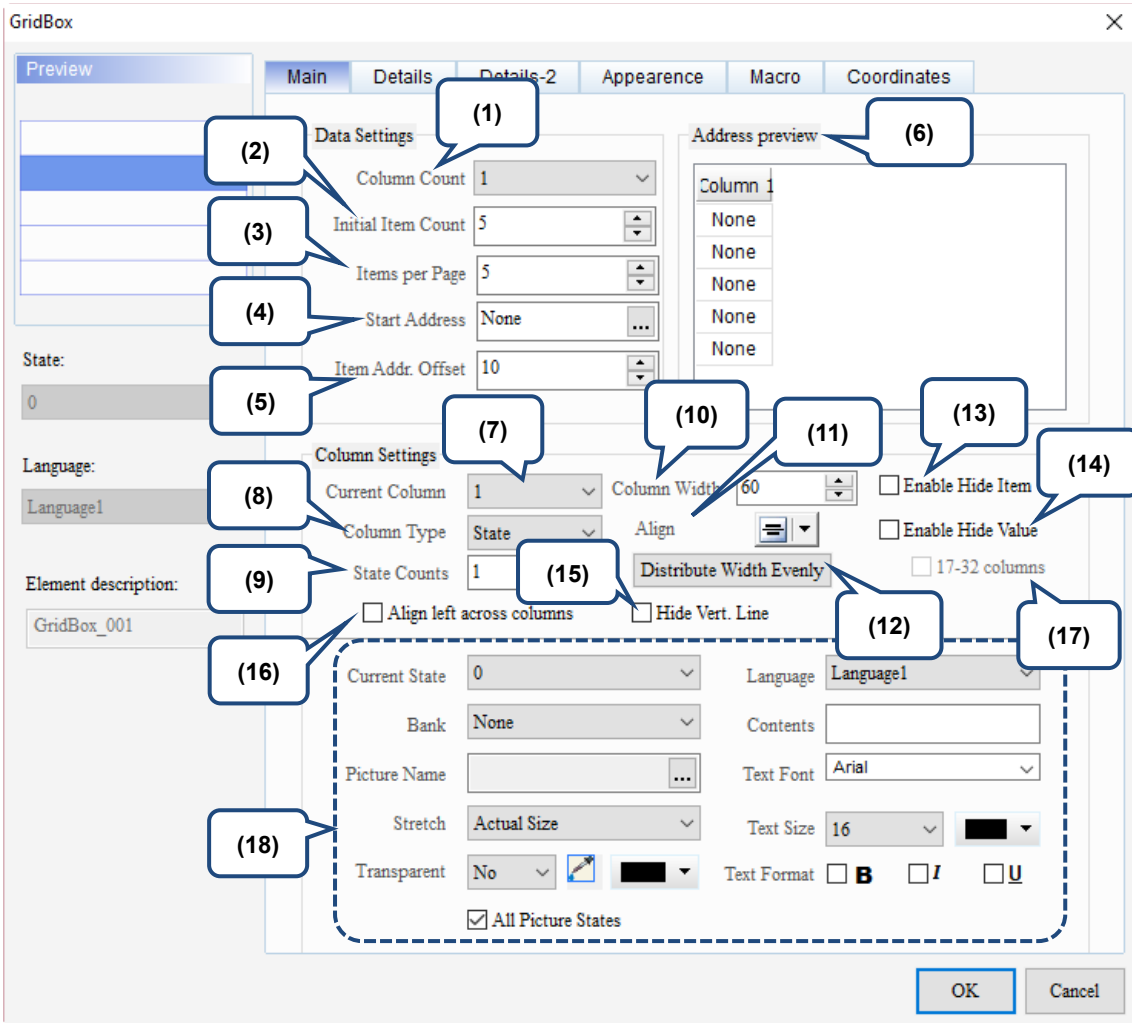 GridBox
Preview
Main Details Details-2 Appearence Macro Coordinates
(1)
(2) Data Settings Address preview (6)
Column Count 1 Column 1
Initial Item Count 5 None
(3) None
Items per Page 5 None
(4) Start Address None ... None
None
State: Item Addr. Offset 10
0 (5)
(10) (13)
(7) (11)
Column Settings (14)
Language: Current Column 1 Column Width 60 Enable Hide Item
Language1 (8)
Column Type State Align Enable Hide Value
(9) State Counts 1 (15) Distribute Width Evenly 17-32 columns
Element description:
GridBox_001 Align left across columns Hide Vert. Line (12) (17)
(16) Current State 0 Language Language1
Bank None Contents
Picture Name ... Text Font Arial
(18) Stretch Actual Size Text Size 16
Transparent No Text Format B I U
All Picture States
OK Cancel